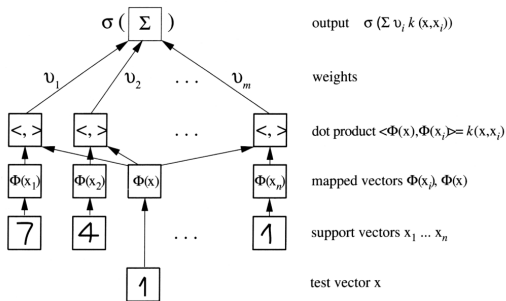 σ ( Σ ) output σ (Σ υᵢ k (x,xᵢ))
υ₁ υ₂ . . . υₘ weights
<, > <, > . . . <, > dot product <Φ(x),Φ(xᵢ)>= k(x,xᵢ)
Φ(x₁) Φ(x₂) Φ(x) Φ(xₙ) mapped vectors Φ(xᵢ), Φ(x)
7 4 . . . 1 support vectors x₁ ... xₙ
1 test vector x